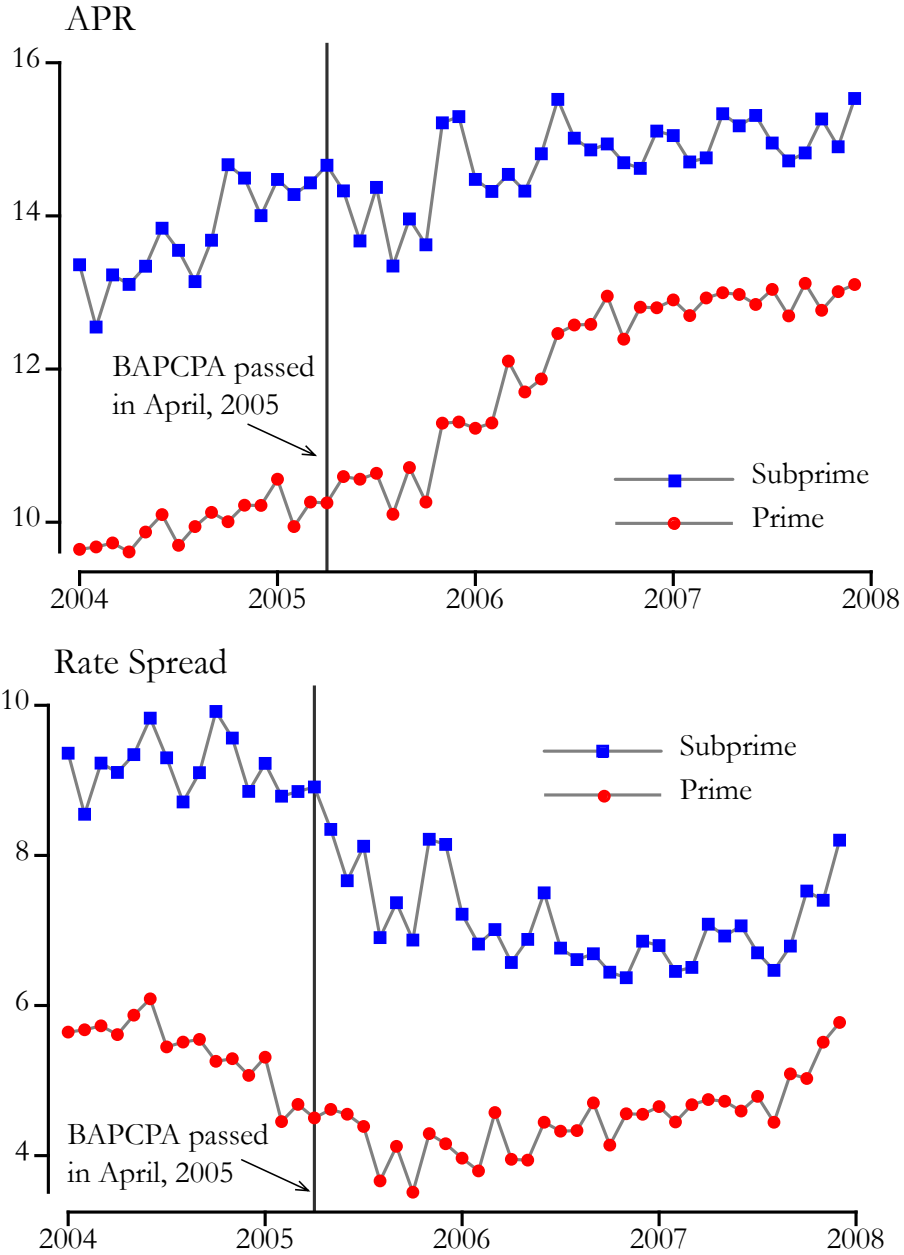 APR
16
14
12
10
BAPCPA passed
in April, 2005
Subprime
Prime
2004 2005 2006 2007 2008
Rate Spread
10
8
6
4
Subprime
Prime
BAPCPA passed
in April, 2005
2004 2005 2006 2007 2008